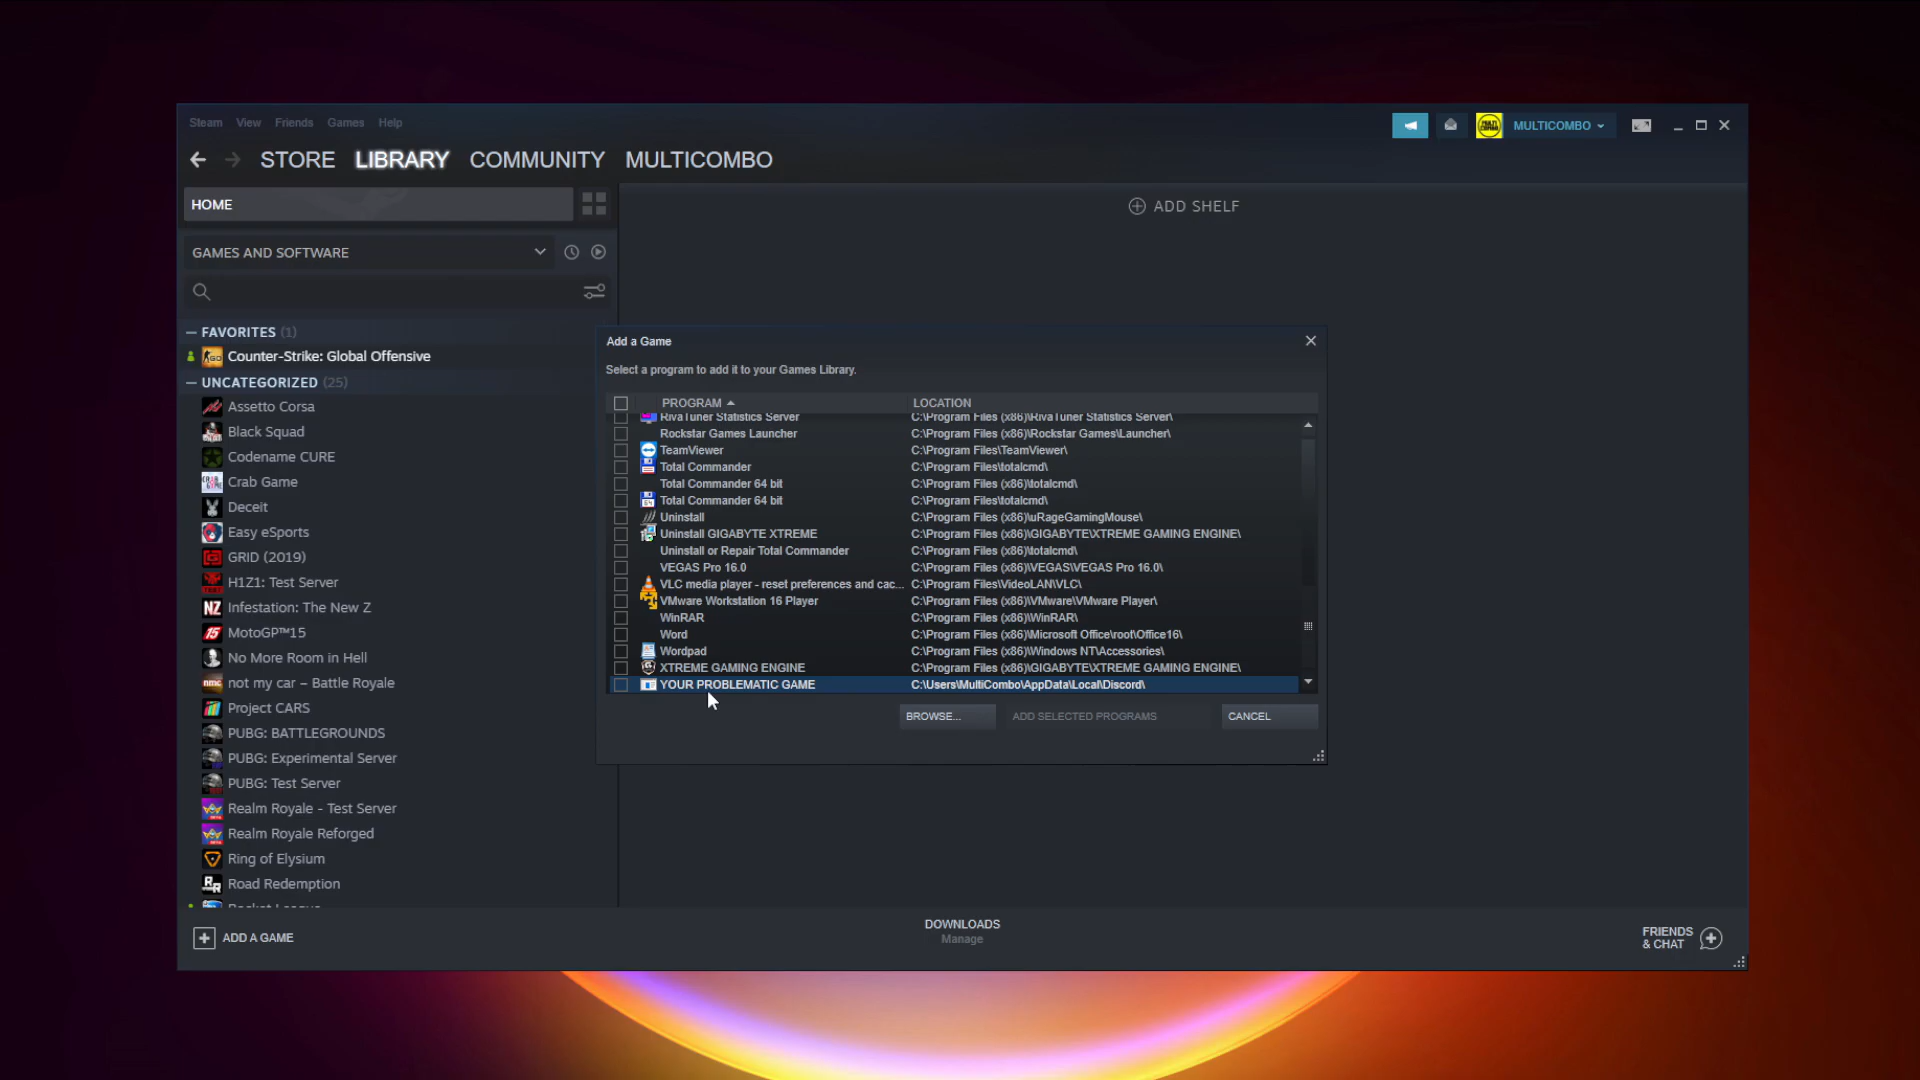 Steam View Friends Games Help
MULTICOMBO
STORE LIBRARY COMMUNITY MULTICOMBO
HOME
ADD SHELF
GAMES AND SOFTWARE
FAVORITES (1)
Counter-Strike: Global Offensive
UNCATEGORIZED (25)
Assetto Corsa
Black Squad
Codename CURE
Crab Game
Deceit
Easy eSports
GRID (2019)
H1Z1: Test Server
Infestation: The New Z
MotoGP™15
No More Room in Hell
not my car – Battle Royale
Project CARS
PUBG: BATTLEGROUNDS
PUBG: Experimental Server
PUBG: Test Server
Realm Royale - Test Server
Realm Royale Reforged
Ring of Elysium
Road Redemption
Rocket League
Add a Game
Select a program to add it to your Games Library.
PROGRAM LOCATION
RivaTuner Statistics Server C:\Program Files (x86)\RivaTuner Statistics Server\
Rockstar Games Launcher C:\Program Files (x86)\Rockstar Games\Launcher\
TeamViewer C:\Program Files\TeamViewer\
Total Commander C:\Program Files\totalcmd\
Total Commander 64 bit C:\Program Files (x86)\totalcmd\
Total Commander 64 bit C:\Program Files\totalcmd\
Uninstall C:\Program Files (x86)\uRageGamingMouse\
Uninstall GIGABYTE XTREME C:\Program Files (x86)\GIGABYTE\XTREME GAMING ENGINE\
Uninstall or Repair Total Commander C:\Program Files (x86)\totalcmd\
VEGAS Pro 16.0 C:\Program Files (x86)\VEGAS\VEGAS Pro 16.0\
VLC media player - reset preferences and cac... C:\Program Files\VideoLAN\VLC\
VMware Workstation 16 Player C:\Program Files (x86)\VMware\VMware Player\
WinRAR C:\Program Files (x86)\WinRAR\
Word C:\Program Files (x86)\Microsoft Office\root\Office16\
Wordpad C:\Program Files (x86)\Windows NT\Accessories\
XTREME GAMING ENGINE C:\Program Files (x86)\GIGABYTE\XTREME GAMING ENGINE\
YOUR PROBLEMATIC GAME C:\Users\MultiCombo\AppData\Local\Discord\
BROWSE... ADD SELECTED PROGRAMS CANCEL
ADD A GAME
DOWNLOADS
Manage
FRIENDS
& CHAT